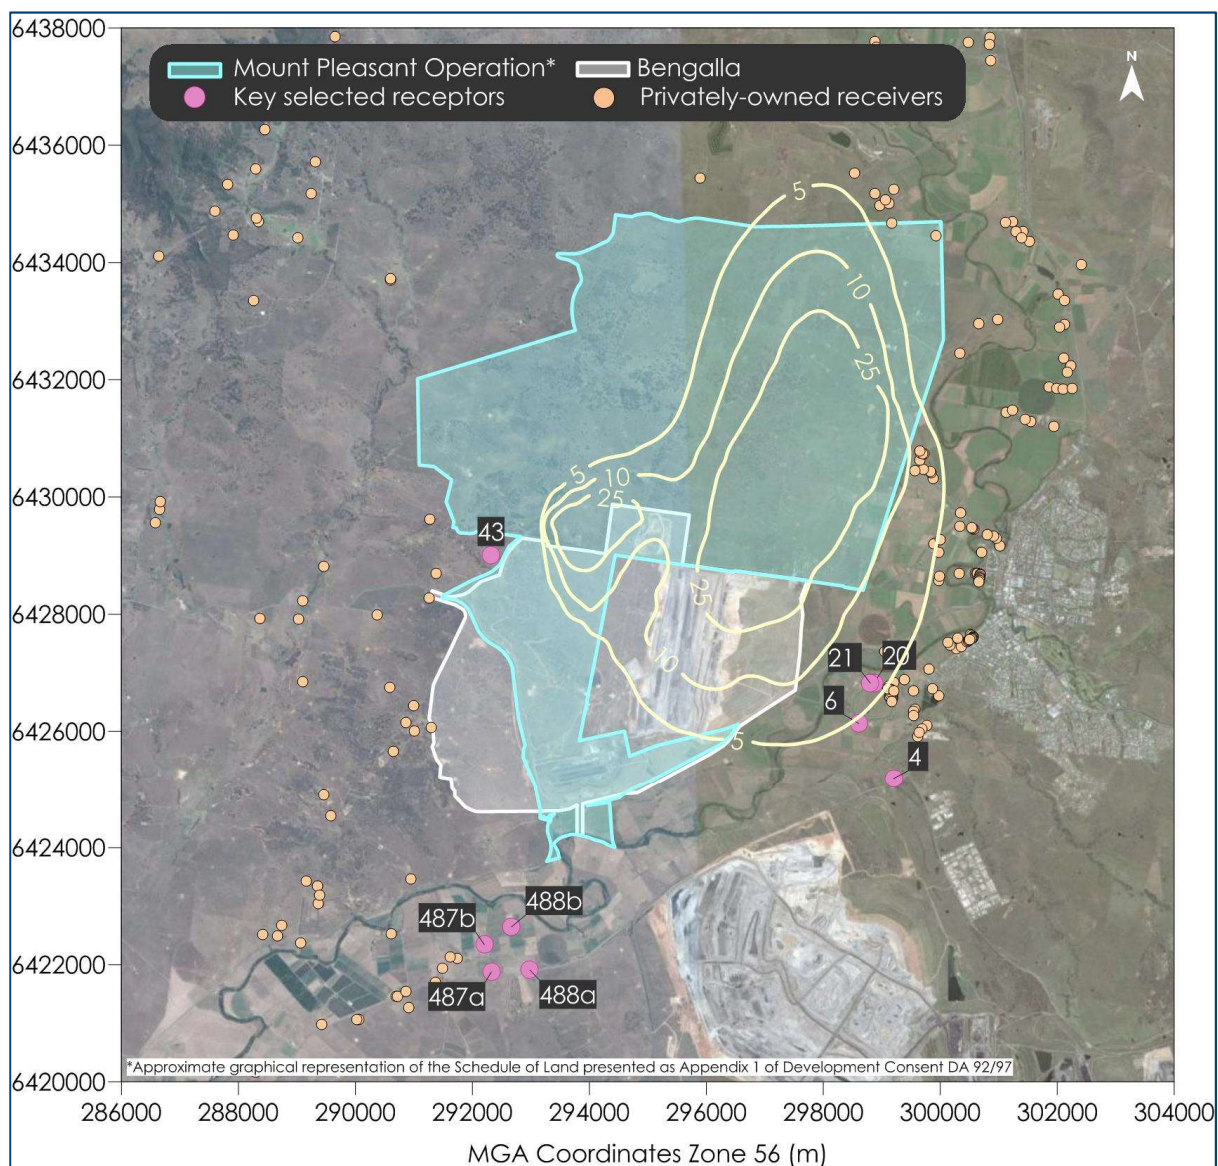 6438000
N
Mount Pleasant Operation* Bengalla
Key selected receptors Privately-owned receivers
6436000
5
6434000
10
6432000
25
5
10
25
6430000
43
6428000
25
21
20
10
6
6426000
5
4
6424000
488b
487b
6422000
487a
488a
*Approximate graphical representation of the Schedule of Land presented as Appendix 1 of Development Consent DA 92/97
6420000
286000 288000 290000 292000 294000 296000 298000 300000 302000 304000
MGA Coordinates Zone 56 (m)